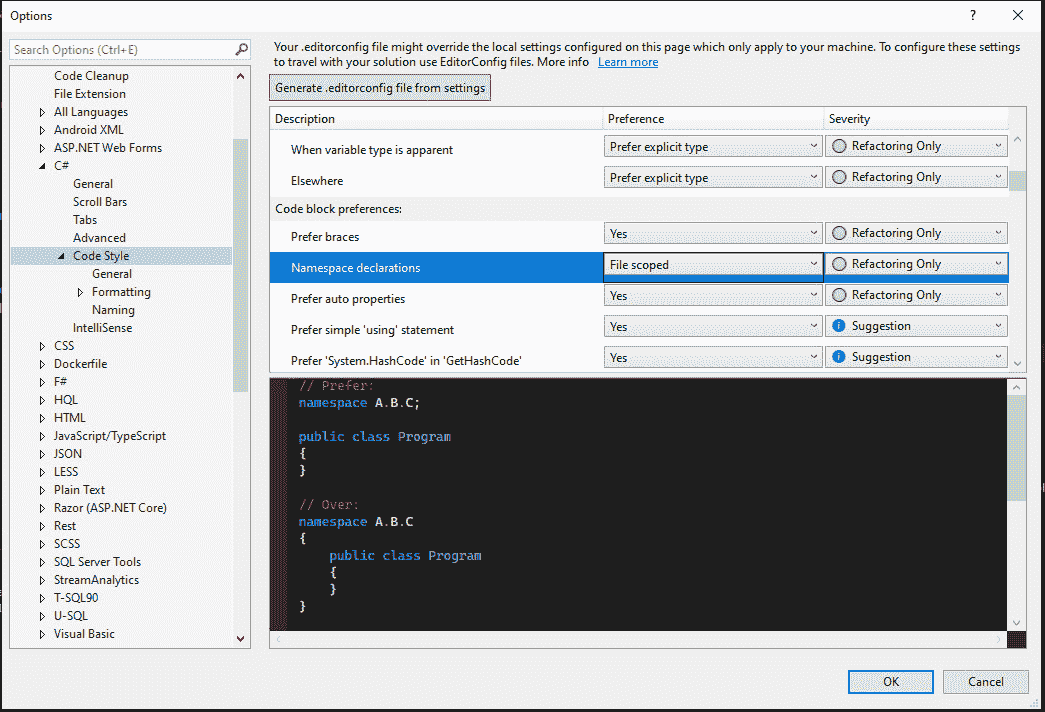 Options
?
Search Options (Ctrl+E)
Code Cleanup
File Extension
All Languages
Android XML
ASP.NET Web Forms
C#
General
Scroll Bars
Tabs
Advanced
Code Style
General
Formatting
Naming
IntelliSense
CSS
Dockerfile
F#
HQL
HTML
JavaScript/TypeScript
JSON
LESS
Plain Text
Razor (ASP.NET Core)
Rest
SCSS
SQL Server Tools
StreamAnalytics
T-SQL90
U-SQL
Visual Basic
Your .editorconfig file might override the local settings configured on this page which only apply to your machine. To configure these settings
to travel with your solution use EditorConfig files. More info Learn more
Generate .editorconfig file from settings
Description Preference Severity
When variable type is apparent Prefer explicit type Refactoring Only
Elsewhere Prefer explicit type Refactoring Only
Code block preferences:
Prefer braces Yes Refactoring Only
Namespace declarations File scoped Refactoring Only
Prefer auto properties Yes Refactoring Only
Prefer simple 'using' statement Yes Suggestion
Prefer 'System.HashCode' in 'GetHashCode' Yes Suggestion
// Prefer:
namespace A.B.C;
public class Program
{
}
// Over:
namespace A.B.C
{
public class Program
{
}
}
OK Cancel